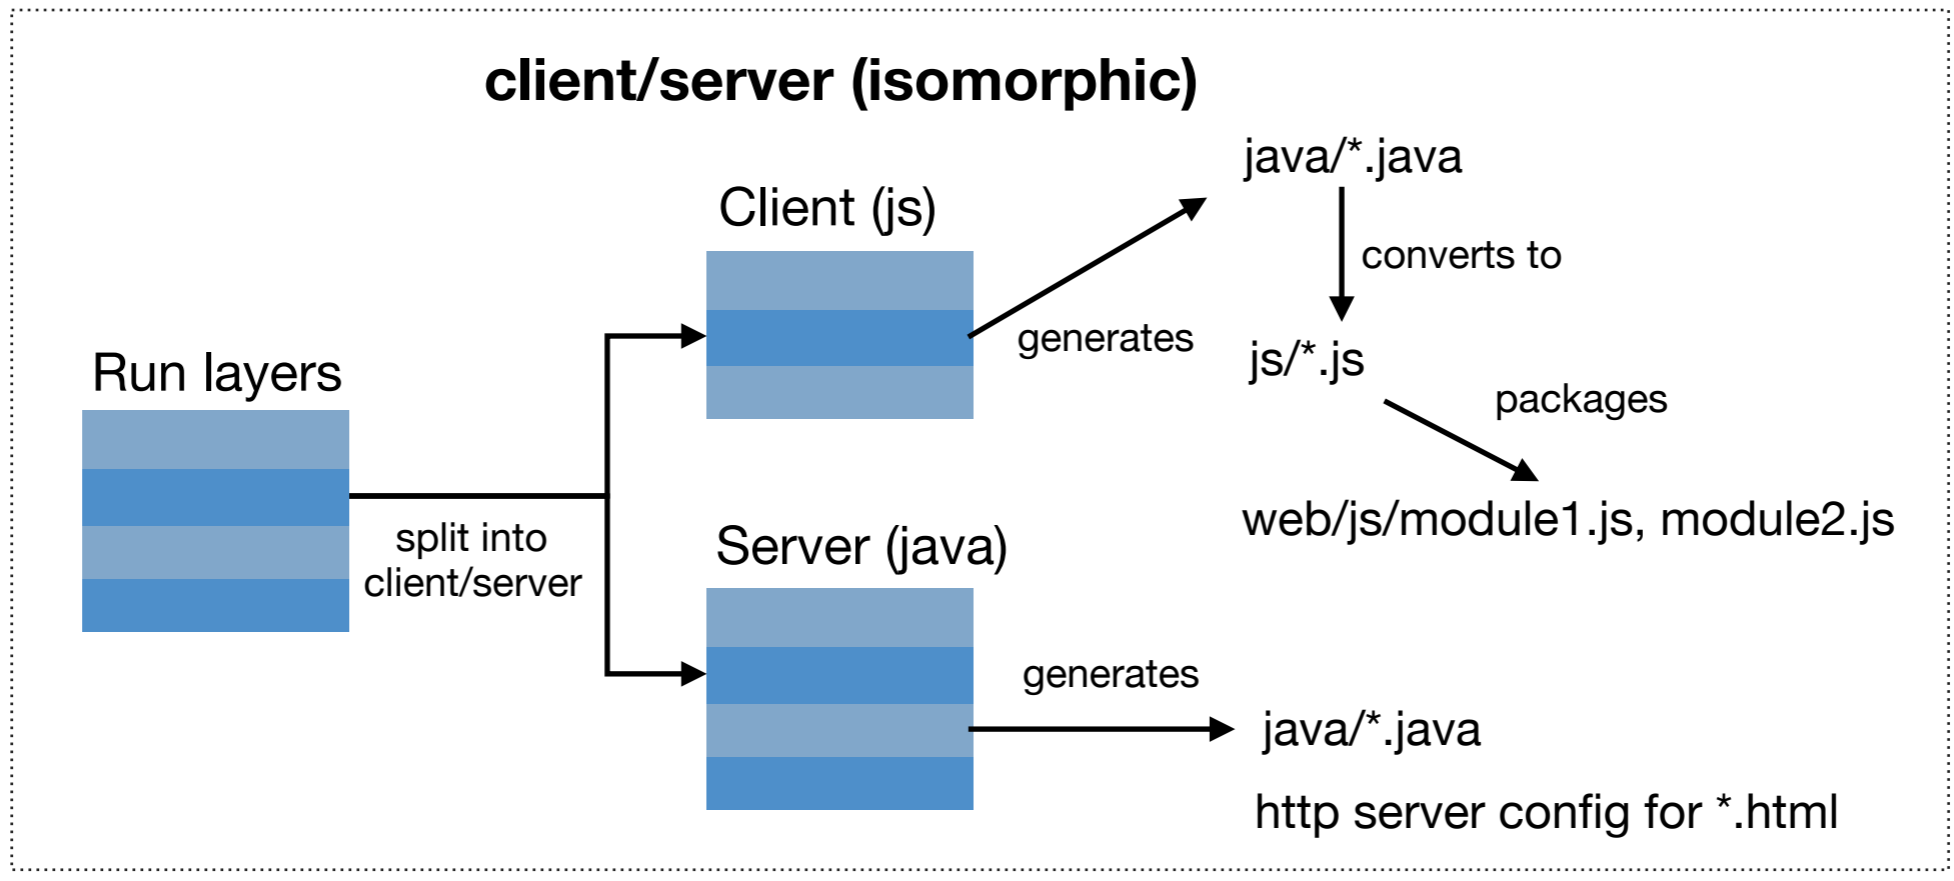 client/server (isomorphic)
Run layers
split into
client/server
Client (js)
generates
java/*.java
converts to
js/*.js
packages
web/js/module1.js, module2.js
Server (java)
generates
java/*.java
http server config for *.html